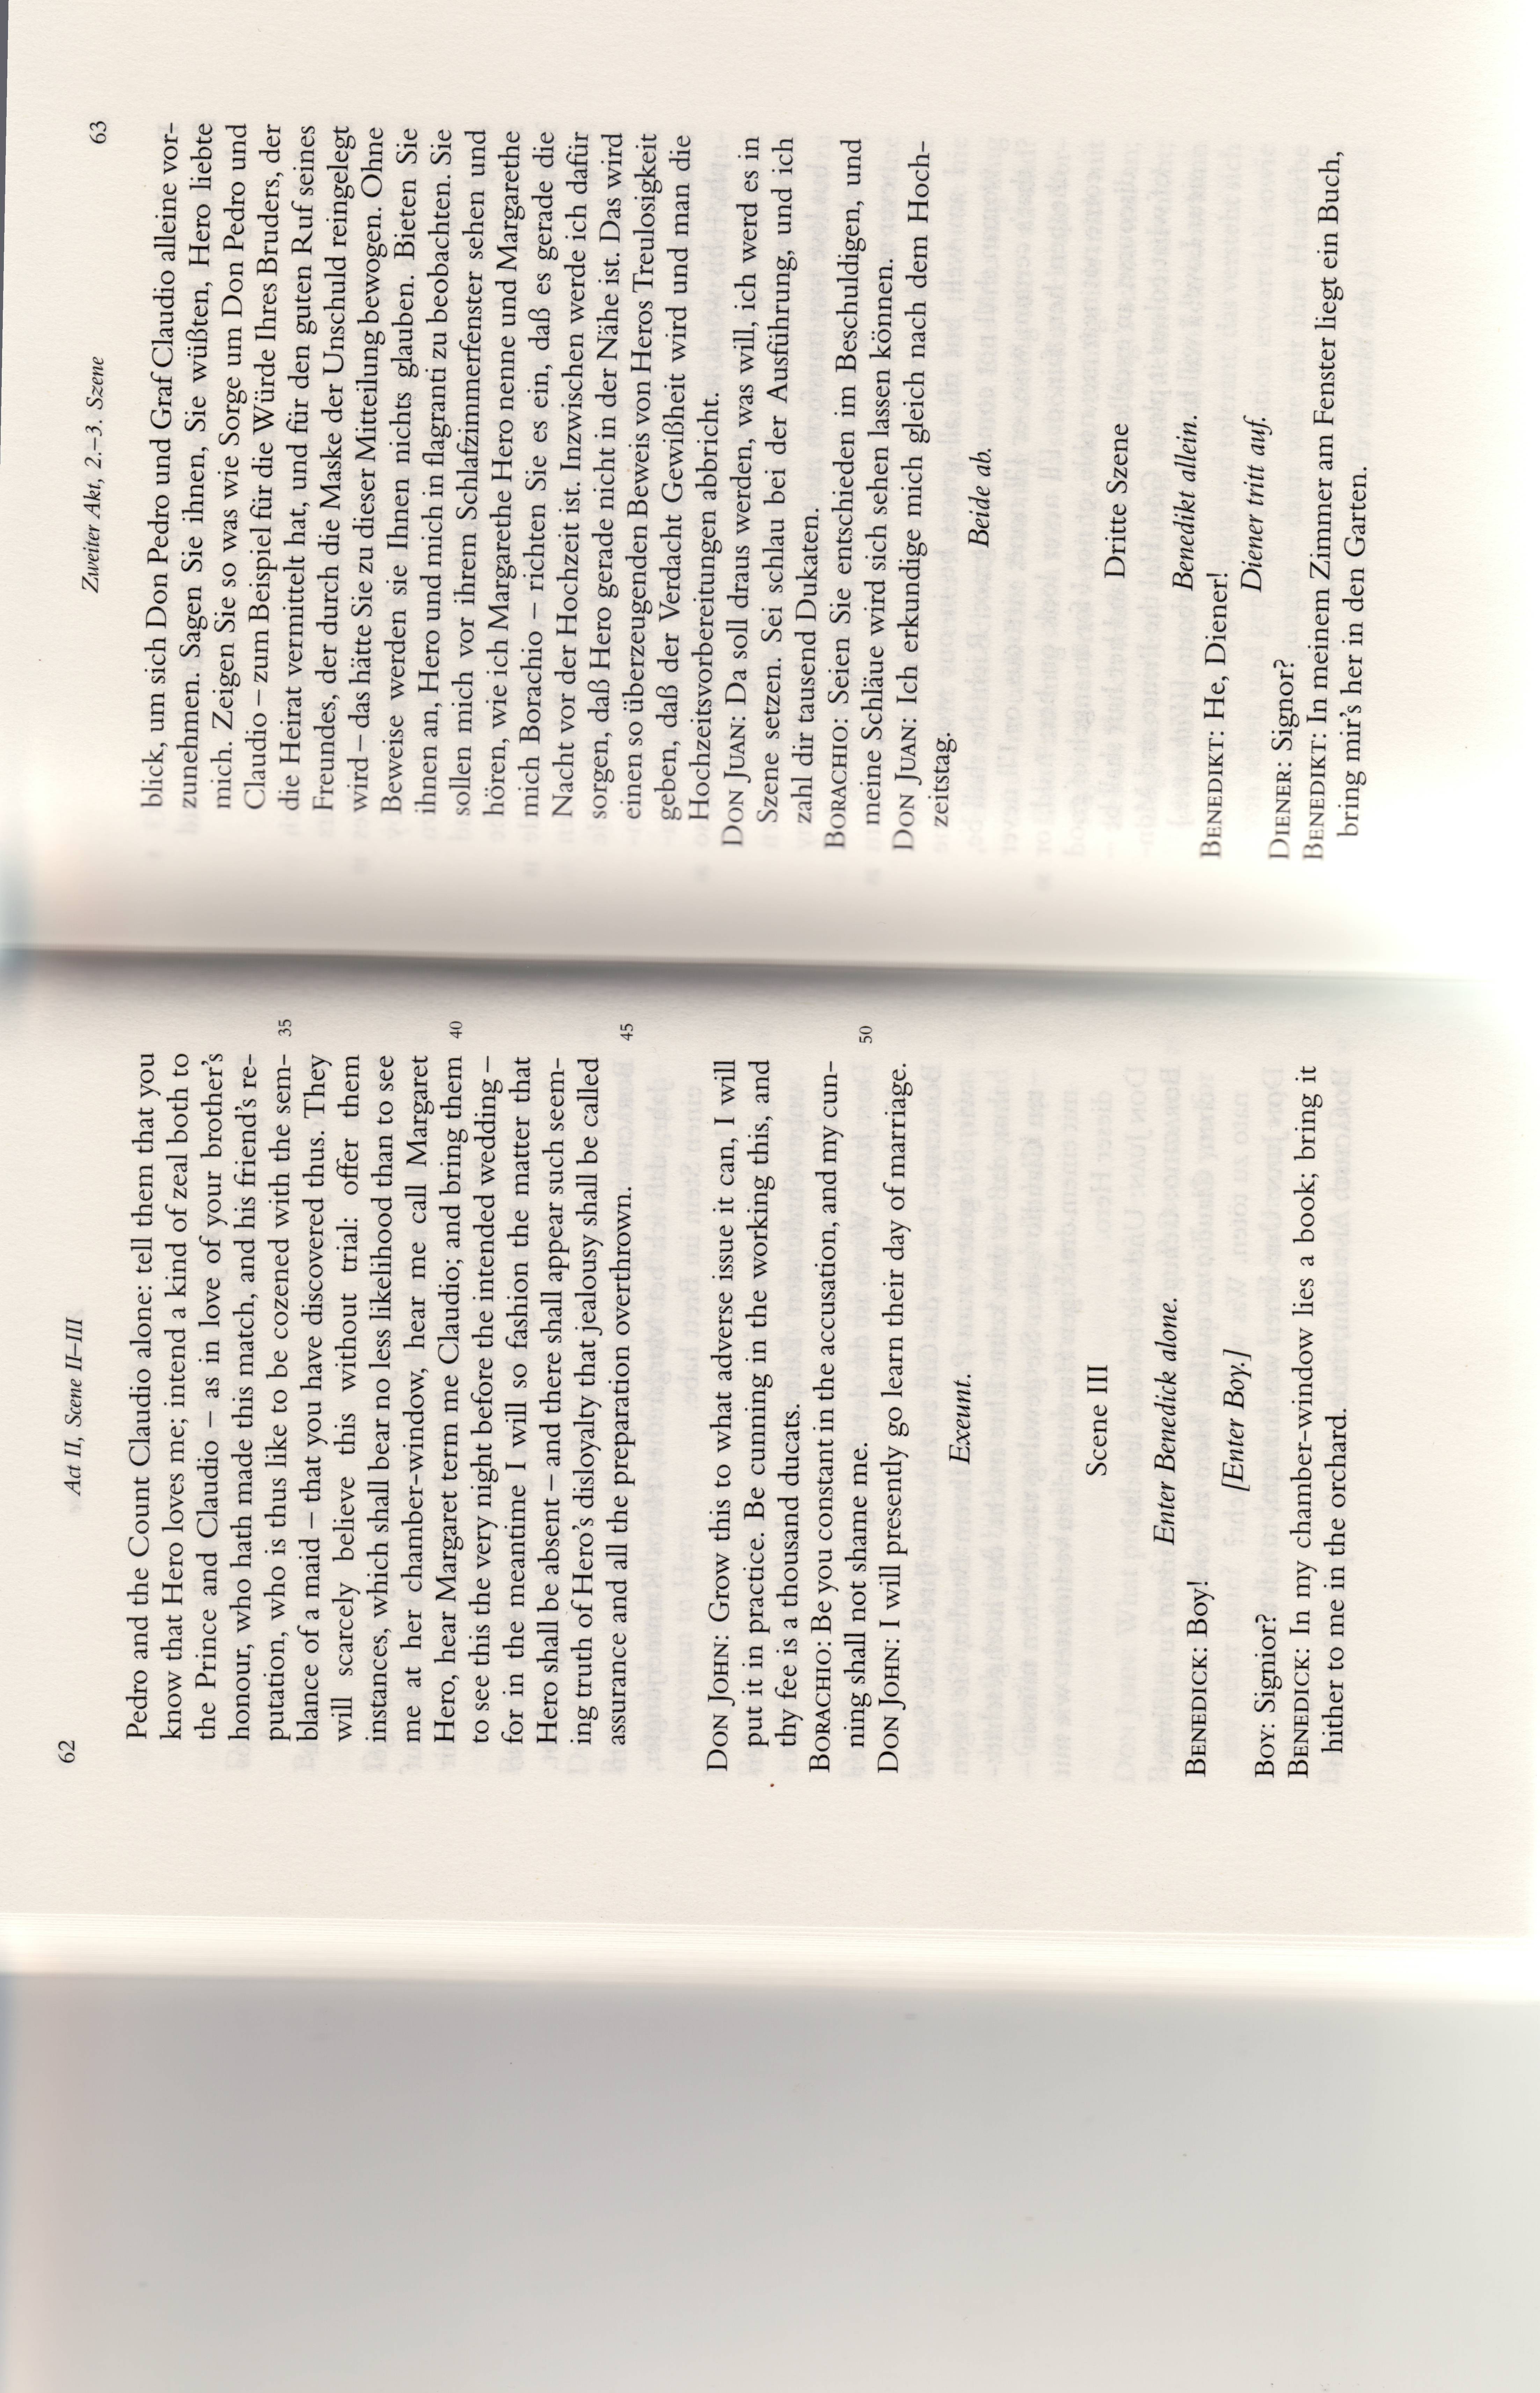 62
Act II, Scene II–III
Pedro and the Count Claudio alone: tell them that you
know that Hero loves me; intend a kind of zeal both to
the Prince and Claudio – as in love of your brother's
honour, who hath made this match, and his friend's re-
putation, who is thus like to be cozened with the sem- 35
blance of a maid – that you have discovered thus. They
will scarcely believe this without trial: offer them
instances, which shall bear no less likelihood than to see
me at her chamber-window, hear me call Margaret
Hero, hear Margaret term me Claudio; and bring them 40
to see this the very night before the intended wedding –
for in the meantime I will so fashion the matter that
Hero shall be absent – and there shall appear such seem-
ing truth of Hero's disloyalty that jealousy shall be called
assurance and all the preparation overthrown. 45
DON JOHN: Grow this to what adverse issue it can, I will
put it in practice. Be cunning in the working this, and
thy fee is a thousand ducats.
BORACHIO: Be you constant in the accusation, and my cun-
ning shall not shame me. 50
DON JOHN: I will presently go learn their day of marriage.
Exeunt.
Scene III
Enter Benedick alone.
BENEDICK: Boy!
[Enter Boy.]
BOY: Signior?
BENEDICK: In my chamber-window lies a book; bring it
hither to me in the orchard.
Zweiter Akt, 2.–3. Szene
63
blick, um sich Don Pedro und Graf Claudio alleine vor-
zunehmen. Sagen Sie ihnen, Sie wüßten, Hero liebte
mich. Zeigen Sie so was wie Sorge um Don Pedro und
Claudio – zum Beispiel für die Würde Ihres Bruders, der
die Heirat vermittelt hat, und für den guten Ruf seines
Freundes, der durch die Maske der Unschuld reingelegt
wird – das hätte Sie zu dieser Mitteilung bewogen. Ohne
Beweise werden sie Ihnen nichts glauben. Bieten Sie
ihnen an, Hero und mich in flagranti zu beobachten. Sie
sollen mich vor ihrem Schlafzimmerfenster sehen und
hören, wie ich Margarethe Hero nenne und Margarethe
mich Borachio – richten Sie es ein, daß es gerade die
Nacht vor der Hochzeit ist. Inzwischen werde ich dafür
sorgen, daß Hero gerade nicht in der Nähe ist. Das wird
einen so überzeugenden Beweis von Heros Treulosigkeit
geben, daß der Verdacht Gewißheit wird und man die
Hochzeitsvorbereitungen abbricht.
DON JUAN: Da soll draus werden, was will, ich werd es in
Szene setzen. Sei schlau bei der Ausführung, und ich
zahl dir tausend Dukaten.
BORACHIO: Seien Sie entschieden im Beschuldigen, und
meine Schläue wird sich sehen lassen können.
DON JUAN: Ich erkundige mich gleich nach dem Hoch-
zeitstag.
Beide ab.
Dritte Szene
Benedikt allein.
BENEDIKT: He, Diener!
Diener tritt auf.
DIENER: Signor?
BENEDIKT: In meinem Zimmer am Fenster liegt ein Buch,
bring mir's her in den Garten.